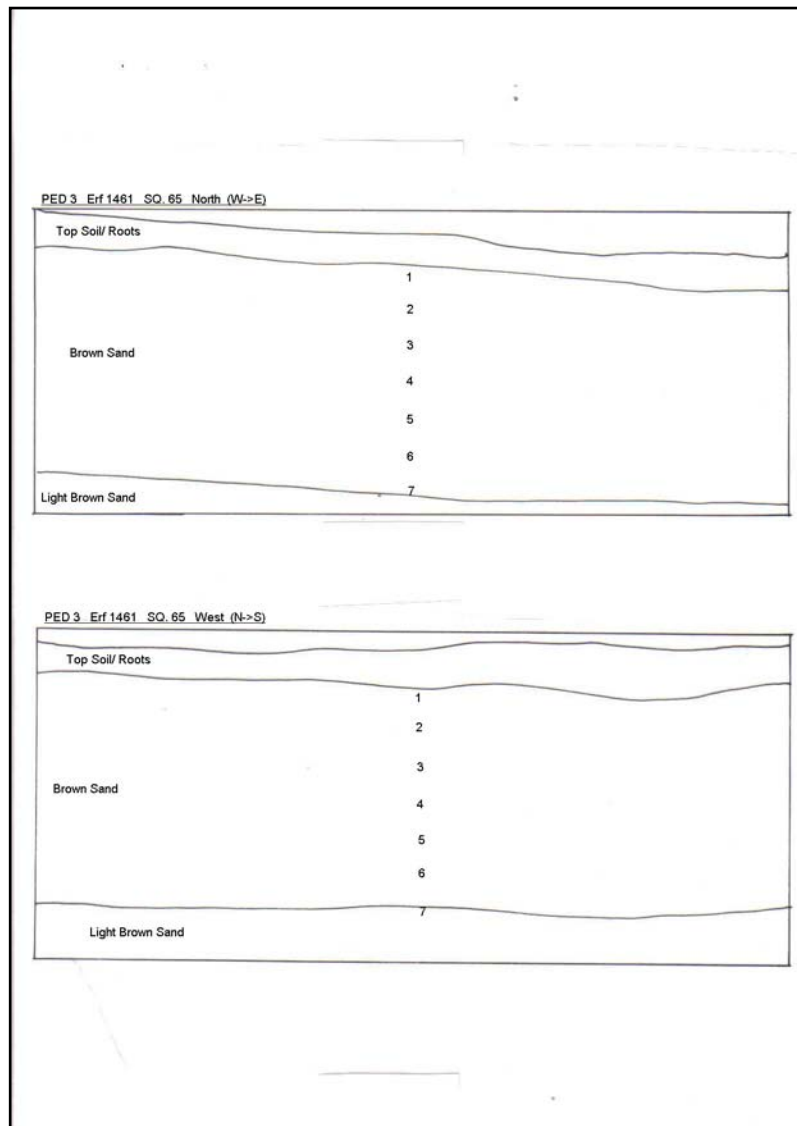 PED 3 Erf 1461 SQ. 65 North (W->E)
Top Soil/ Roots
1
2
3
Brown Sand
4
5
6
7
Light Brown Sand
PED 3 Erf 1461 SQ. 65 West (N->S)
Top Soil/ Roots
1
2
3
Brown Sand
4
5
6
7
Light Brown Sand